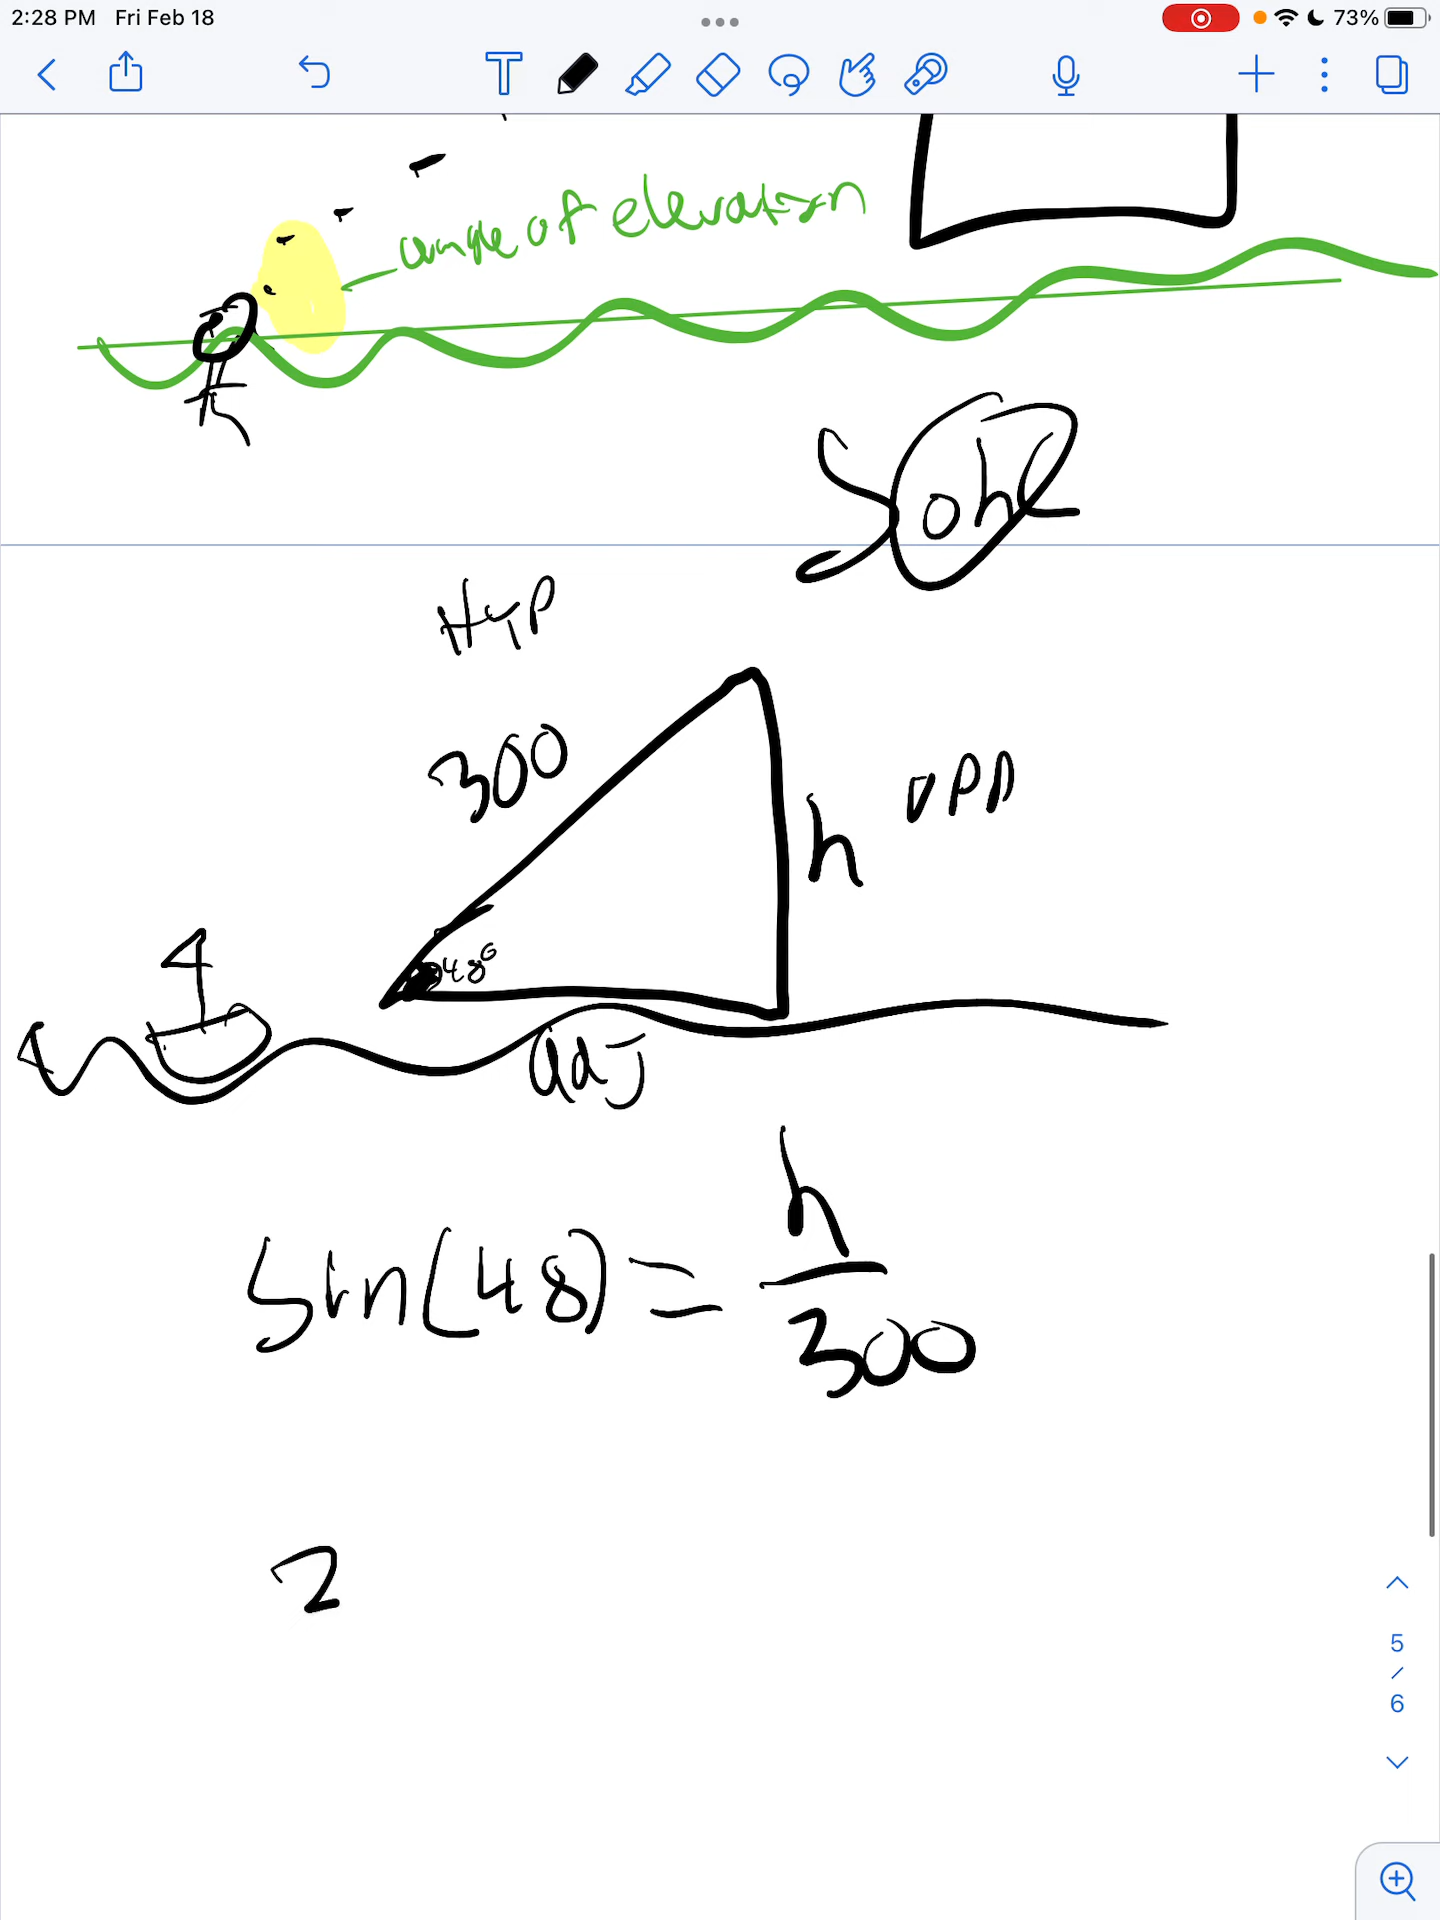 2:28 PM Fri Feb 18
73%
T
angle of elevation
Soh
HYP
300
h
OPP
48°
adj
Sin(48) = h
300
2
5
/
6